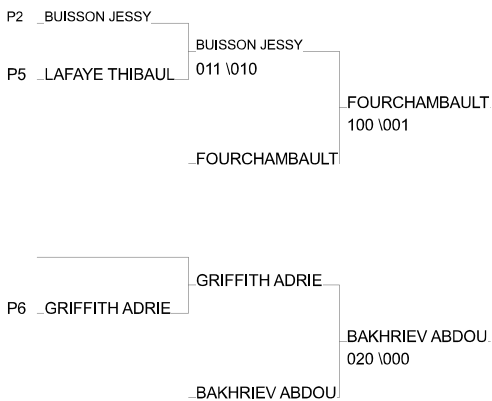 P2 BUISSON JESSY
BUISSON JESSY
P5 LAFAYE THIBAUL
011 \010
FOURCHAMBAULT
100 \001
FOURCHAMBAULT
GRIFFITH ADRIE
P6 GRIFFITH ADRIE
BAKHRIEV ABDOU
020 \000
BAKHRIEV ABDOU